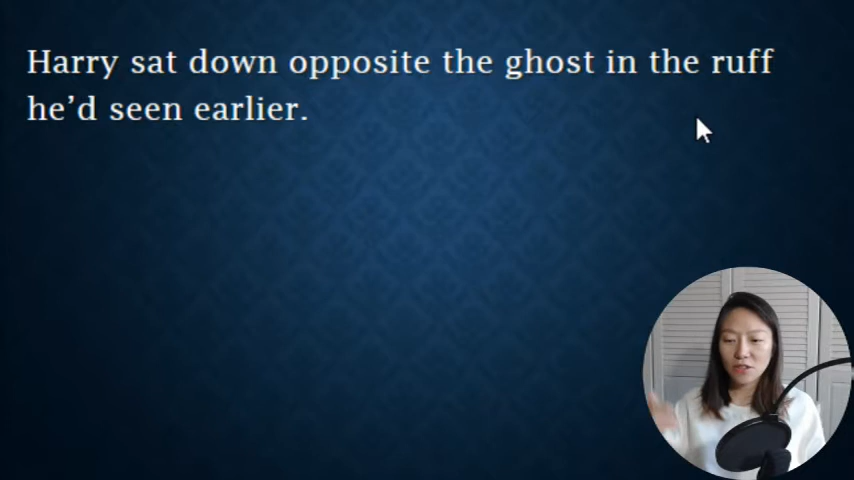 Harry sat down opposite the ghost in the ruff
he’d seen earlier.